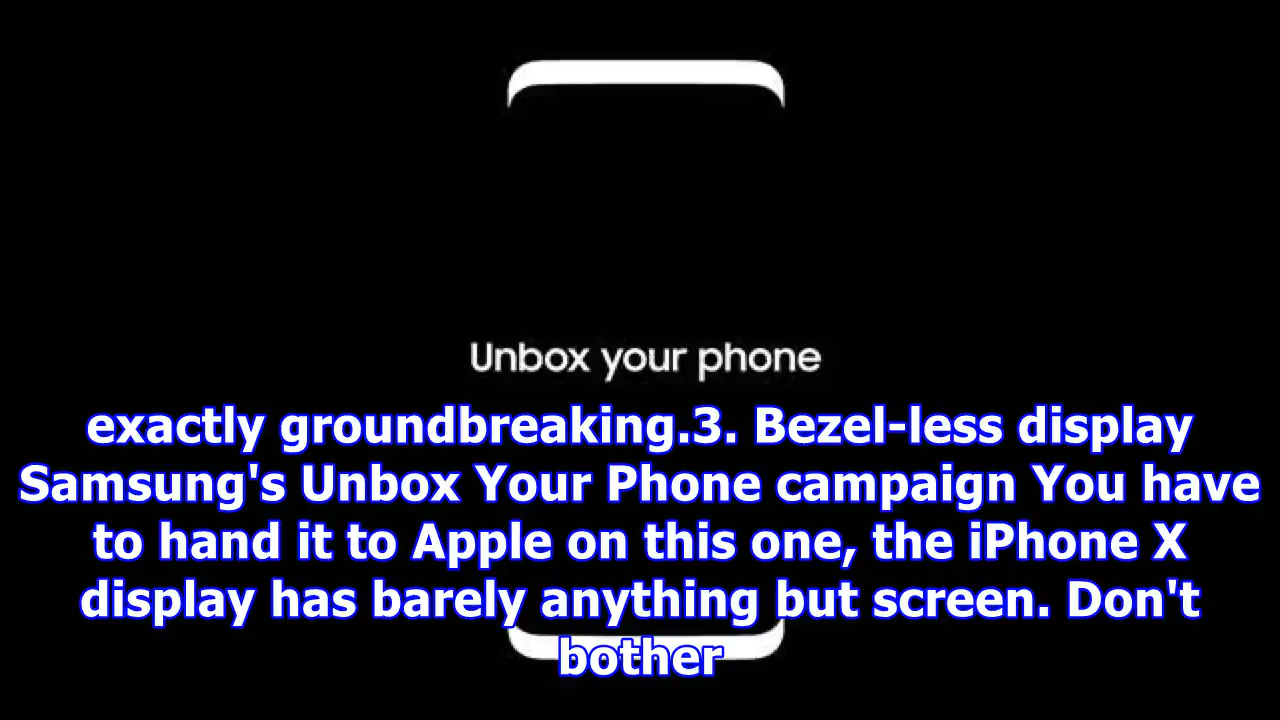 Unbox your phone
exactly groundbreaking.3. Bezel-less display
Samsung's Unbox Your Phone campaign You have
to hand it to Apple on this one, the iPhone X
display has barely anything but screen. Don't
bother